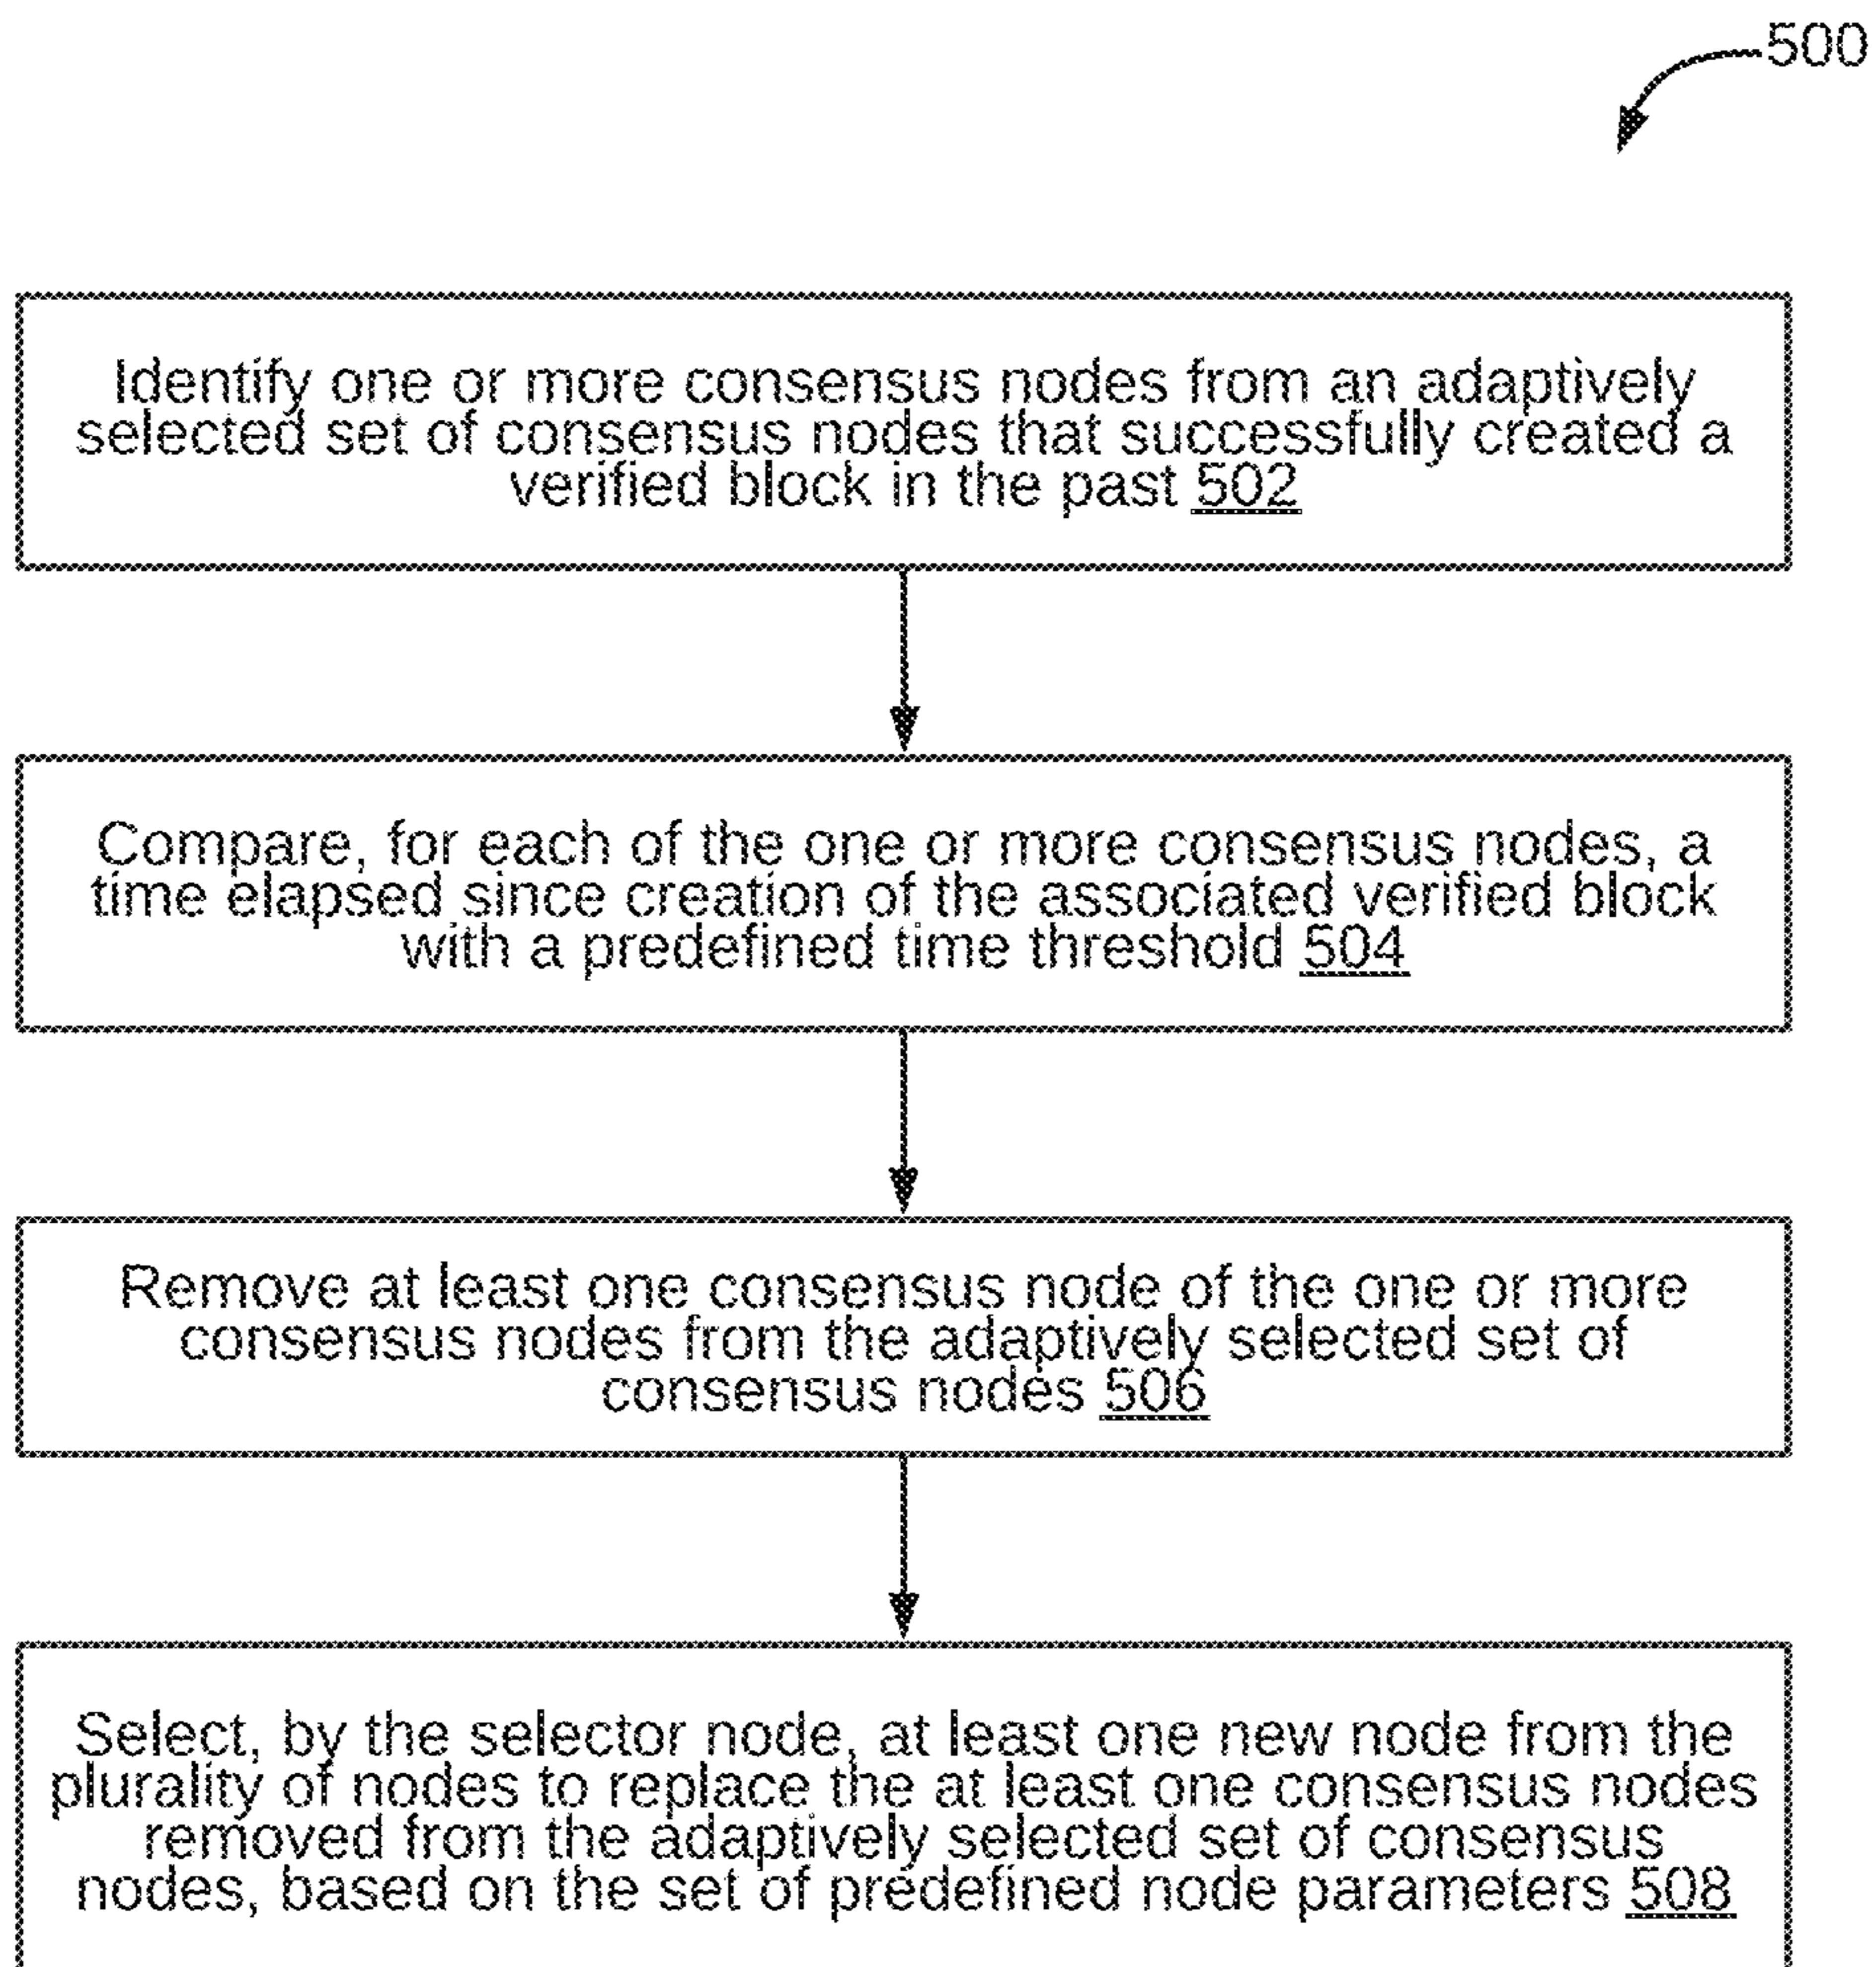 500
Identify one or more consensus nodes from an adaptively
selected set of consensus nodes that successfully created a
verified block in the past 502
Compare, for each of the one or more consensus nodes, a
time elapsed since creation of the associated verified block
with a predefined time threshold 504
Remove at least one consensus node of the one or more
consensus nodes from the adaptively selected set of
consensus nodes 506
Select, by the selector node, at least one new node from the
plurality of nodes to replace the at least one consensus nodes
removed from the adaptively selected set of consensus
nodes, based on the set of predefined node parameters 508